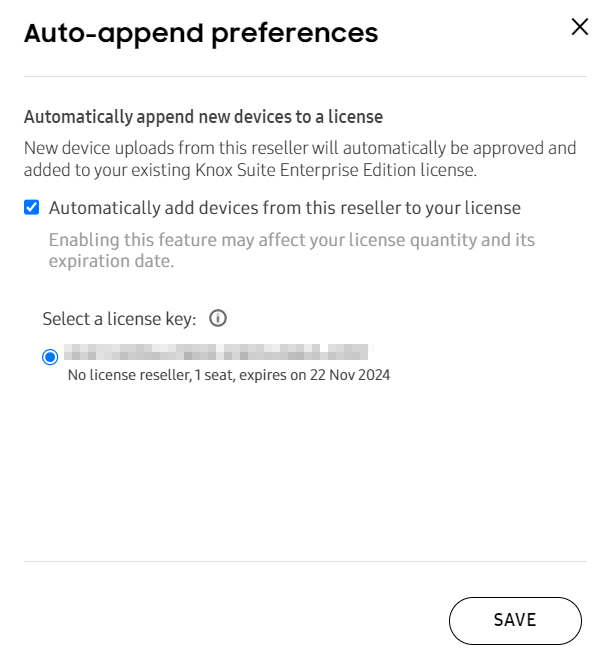 Auto-append preferences
Automatically append new devices to a license
New device uploads from this reseller will automatically be approved and
added to your existing Knox Suite Enterprise Edition license.
Automatically add devices from this reseller to your license
Enabling this feature may affect your license quantity and its
expiration date.
Select a license key:
No license reseller, 1 seat, expires on 22 Nov 2024
SAVE